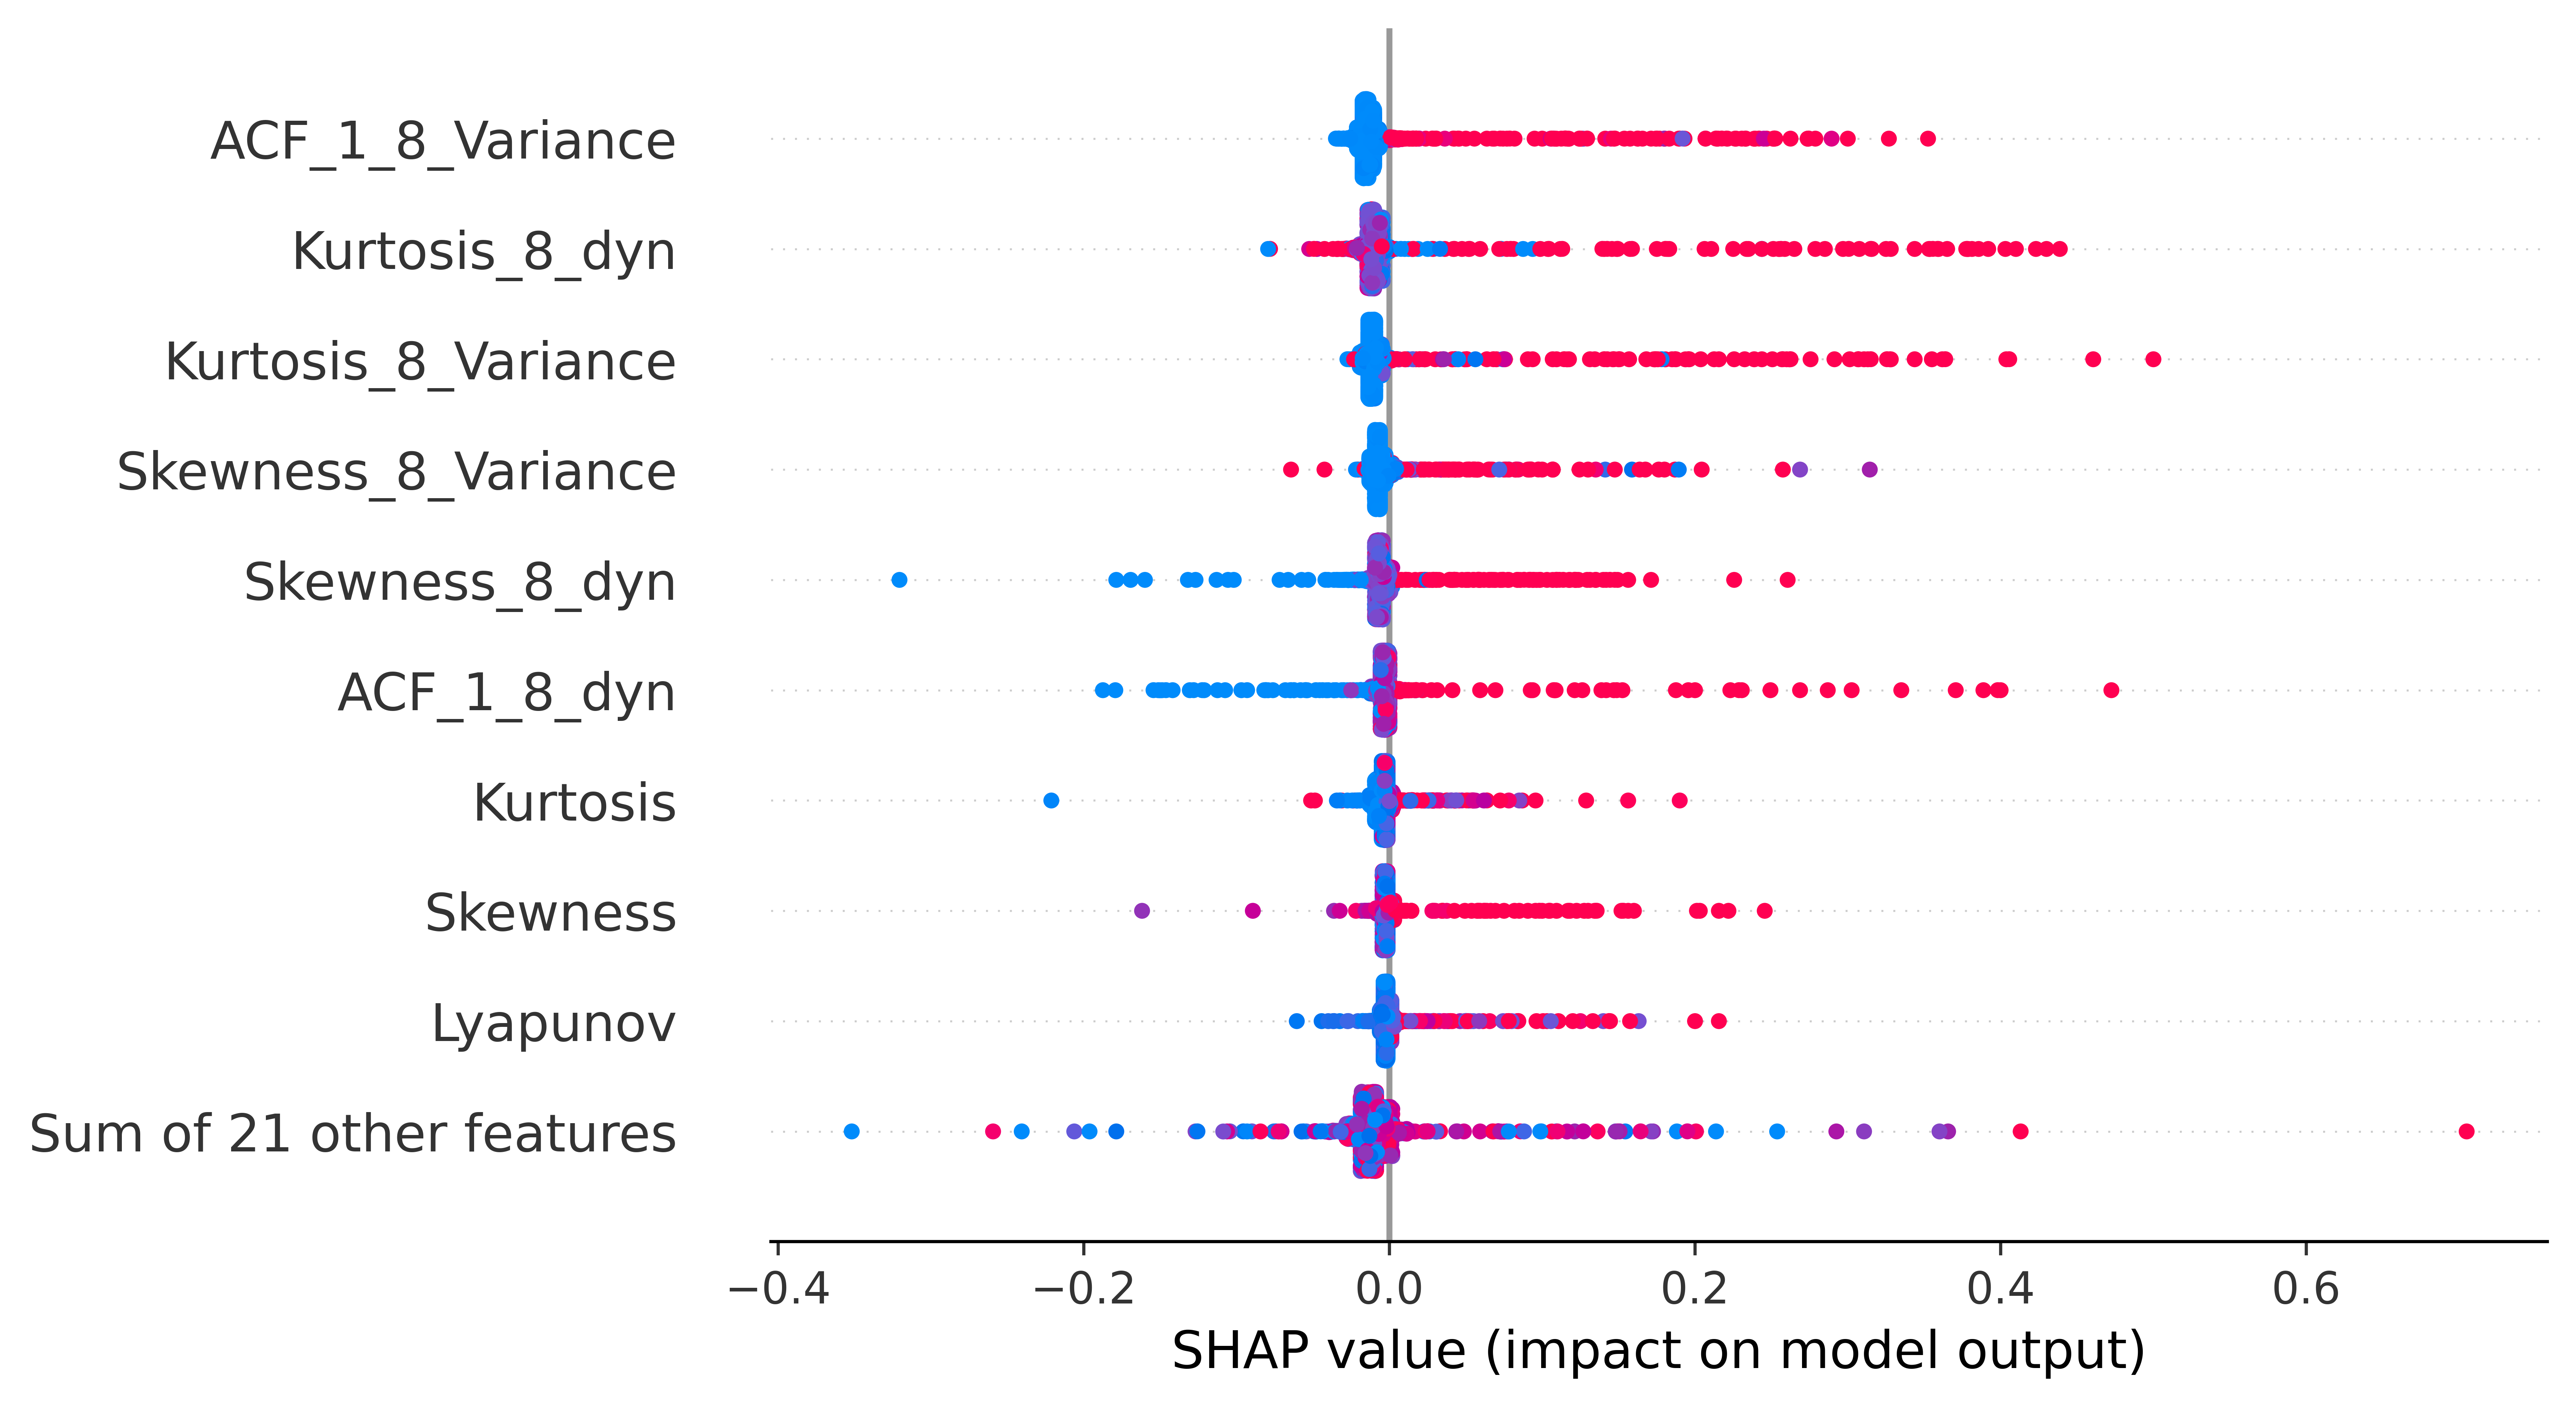 ACF_1_8_Variance
Kurtosis_8_dyn
Kurtosis_8_Variance
Skewness_8_Variance
Skewness_8_dyn
ACF_1_8_dyn
Kurtosis
Skewness
Lyapunov
Sum of 21 other features
−0.4 −0.2 0.0 0.2 0.4 0.6
SHAP value (impact on model output)